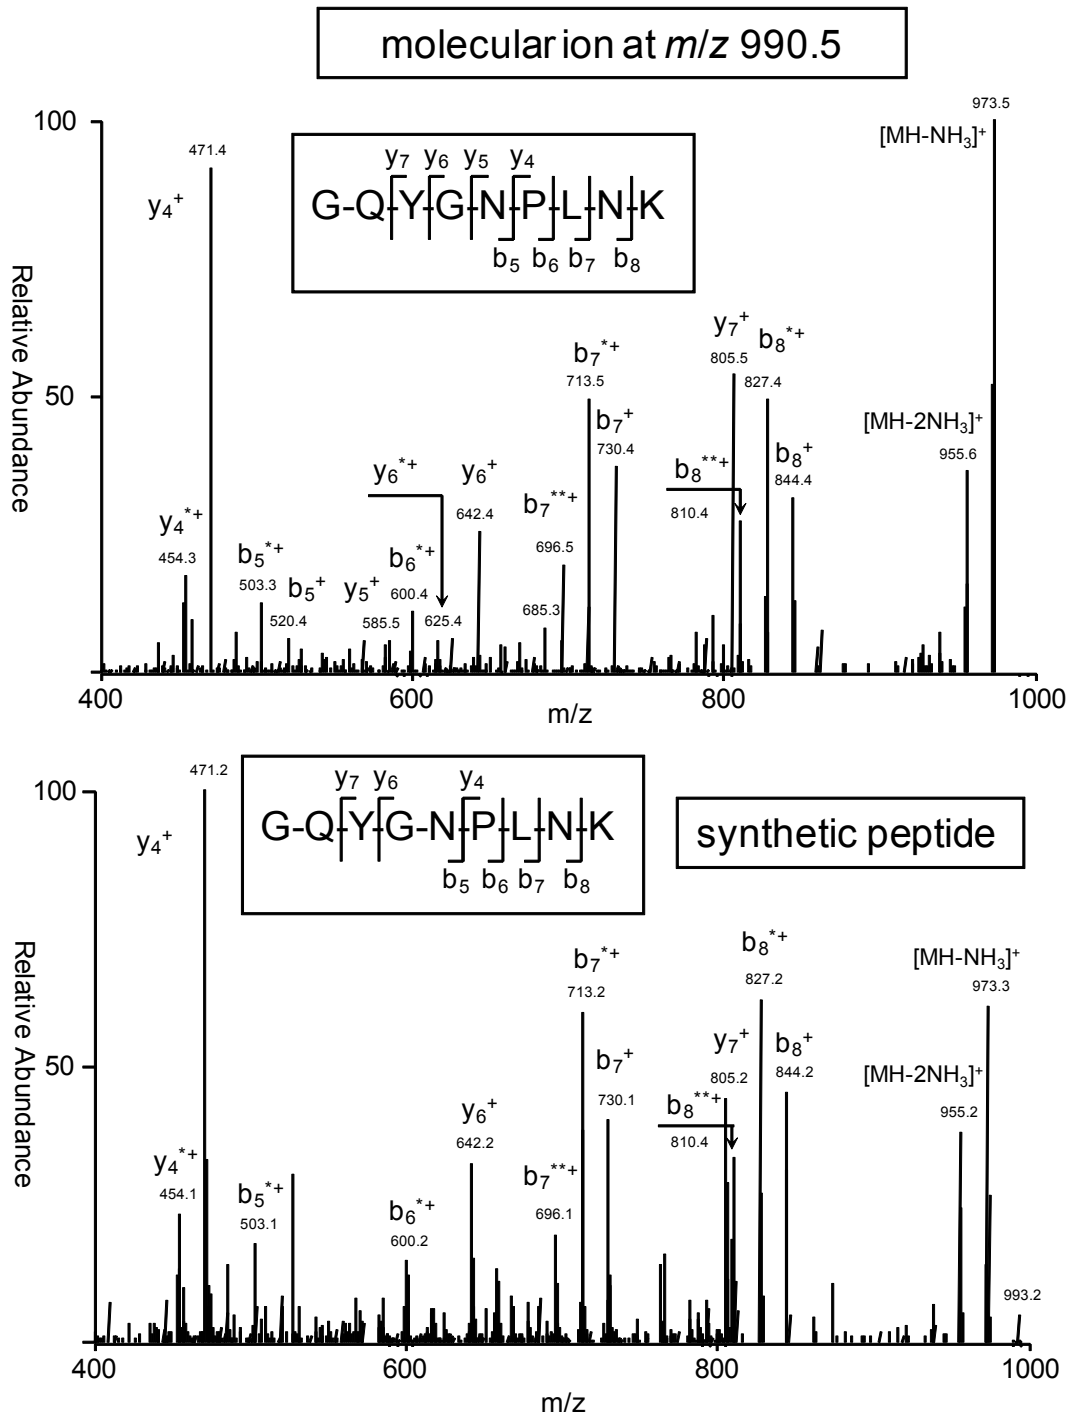 molecular ion at m/z 990.5
973.5
100
[MH-NH3]+
471.4
y7 y6 y5 y4
y4+
G-Q-Y-G-N-P-L-N-K
b5 b6 b7 b8
Relative Abundance
y7+
b8*+
b7*+
805.5
827.4
713.5
50
b7+
[MH-2NH3]+
730.4
b8+
y6*+
y6+
b8**+
955.6
844.4
b7**+
642.4
810.4
y4*+
696.5
b5*+
b6*+
454.3
503.3
b5+
y5+
600.4
685.3
520.4
585.5
625.4
400
600
800
1000
m/z
471.2
y7 y6 y4
100
G-Q-Y-G-N-P-L-N-K
y4+
synthetic peptide
b5 b6 b7 b8
Relative Abundance
b8*+
b7*+
[MH-NH3]+
827.2
973.3
713.2
y7+
b8+
b7+
50
805.2
844.2
[MH-2NH3]+
730.1
b8**+
y6+
955.2
810.4
642.2
y4*+
b7**+
454.1
b5*+
b6*+
696.1
503.1
600.2
993.2
400
600
800
1000
m/z